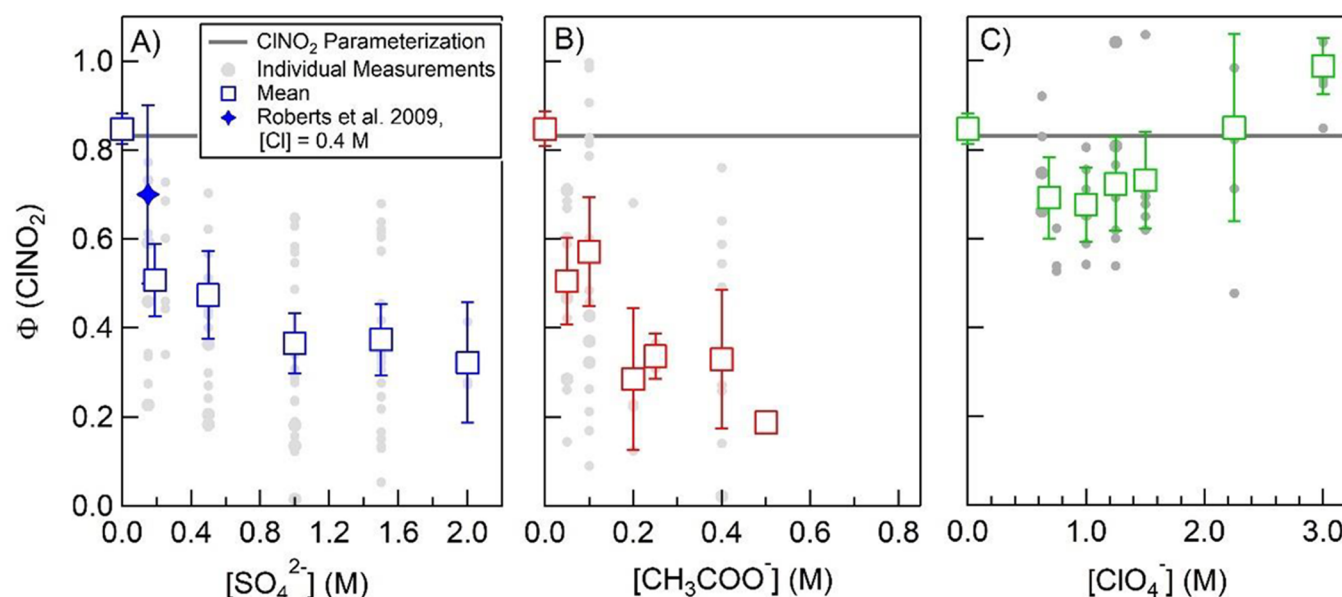 A)
ClNO₂ Parameterization
Individual Measurements
Mean
Roberts et al. 2009,
[Cl] = 0.4 M
B)
C)
Φ (ClNO₂)
1.0
0.8
0.6
0.4
0.2
0.0
0.0 0.4 0.8 1.2 1.6 2.0
0.0 0.2 0.4 0.6 0.8
0.0 1.0 2.0 3.0
[SO₄²⁻] (M)
[CH₃COO⁻] (M)
[ClO₄⁻] (M)